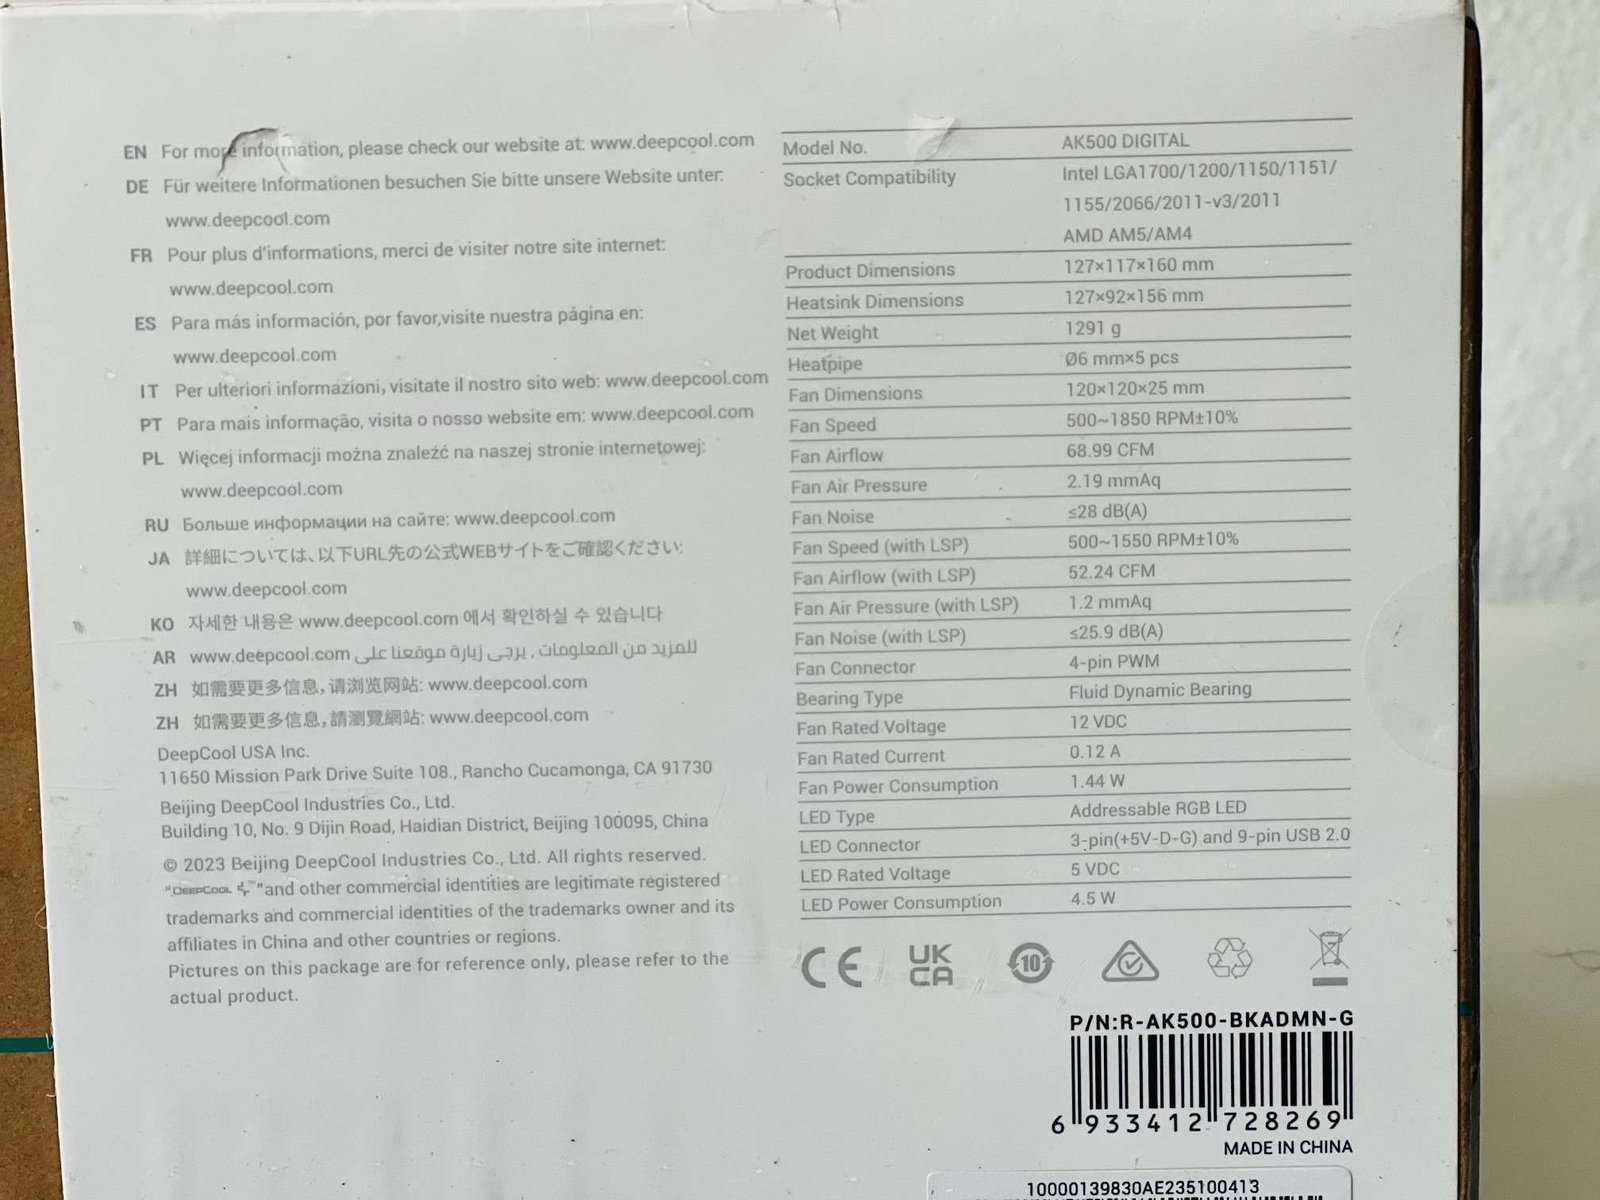 EN For more information, please check our website at: www.deepcool.com
DE Für weitere Informationen besuchen Sie bitte unsere Website unter:
www.deepcool.com
FR Pour plus d'informations, merci de visiter notre site internet:
www.deepcool.com
ES Para más información, por favor,visite nuestra página en:
www.deepcool.com
IT Per ulteriori informazioni, visitate il nostro sito web: www.deepcool.com
PT Para mais informação, visita o nosso website em: www.deepcool.com
PL Więcej informacji można znaleźć na naszej stronie internetowej:
www.deepcool.com
RU Больше информации на сайте: www.deepcool.com
JA 詳細については、以下URL先の公式WEBサイトをご確認ください:
www.deepcool.com
KO 자세한 내용은 www.deepcool.com 에서 확인하실 수 있습니다
AR www.deepcool.com للمزيد من المعلومات , يرجى زيارة موقعنا على
ZH 如需要更多信息，请浏览网站: www.deepcool.com
ZH 如需要更多信息，請瀏覽網站: www.deepcool.com
DeepCool USA Inc.
11650 Mission Park Drive Suite 108., Rancho Cucamonga, CA 91730
Beijing DeepCool Industries Co., Ltd.
Building 10, No. 9 Dijin Road, Haidian District, Beijing 100095, China
© 2023 Beijing DeepCool Industries Co., Ltd. All rights reserved.
"DEEPCOOL ™"and other commercial identities are legitimate registered
trademarks and commercial identities of the trademarks owner and its
affiliates in China and other countries or regions.
Pictures on this package are for reference only, please refer to the
actual product.
Model No. AK500 DIGITAL
Socket Compatibility Intel LGA1700/1200/1150/1151/
1155/2066/2011-v3/2011
AMD AM5/AM4
Product Dimensions 127×117×160 mm
Heatsink Dimensions 127×92×156 mm
Net Weight 1291 g
Heatpipe Ø6 mm×5 pcs
Fan Dimensions 120×120×25 mm
Fan Speed 500~1850 RPM±10%
Fan Airflow 68.99 CFM
Fan Air Pressure 2.19 mmAq
Fan Noise ≤28 dB(A)
Fan Speed (with LSP) 500~1550 RPM±10%
Fan Airflow (with LSP) 52.24 CFM
Fan Air Pressure (with LSP) 1.2 mmAq
Fan Noise (with LSP) ≤25.9 dB(A)
Fan Connector 4-pin PWM
Bearing Type Fluid Dynamic Bearing
Fan Rated Voltage 12 VDC
Fan Rated Current 0.12 A
Fan Power Consumption 1.44 W
LED Type Addressable RGB LED
LED Connector 3-pin(+5V-D-G) and 9-pin USB 2.0
LED Rated Voltage 5 VDC
LED Power Consumption 4.5 W
CE UK CA 10
P/N:R-AK500-BKADMN-G
6 933412 728269
MADE IN CHINA
10000139830AE235100413